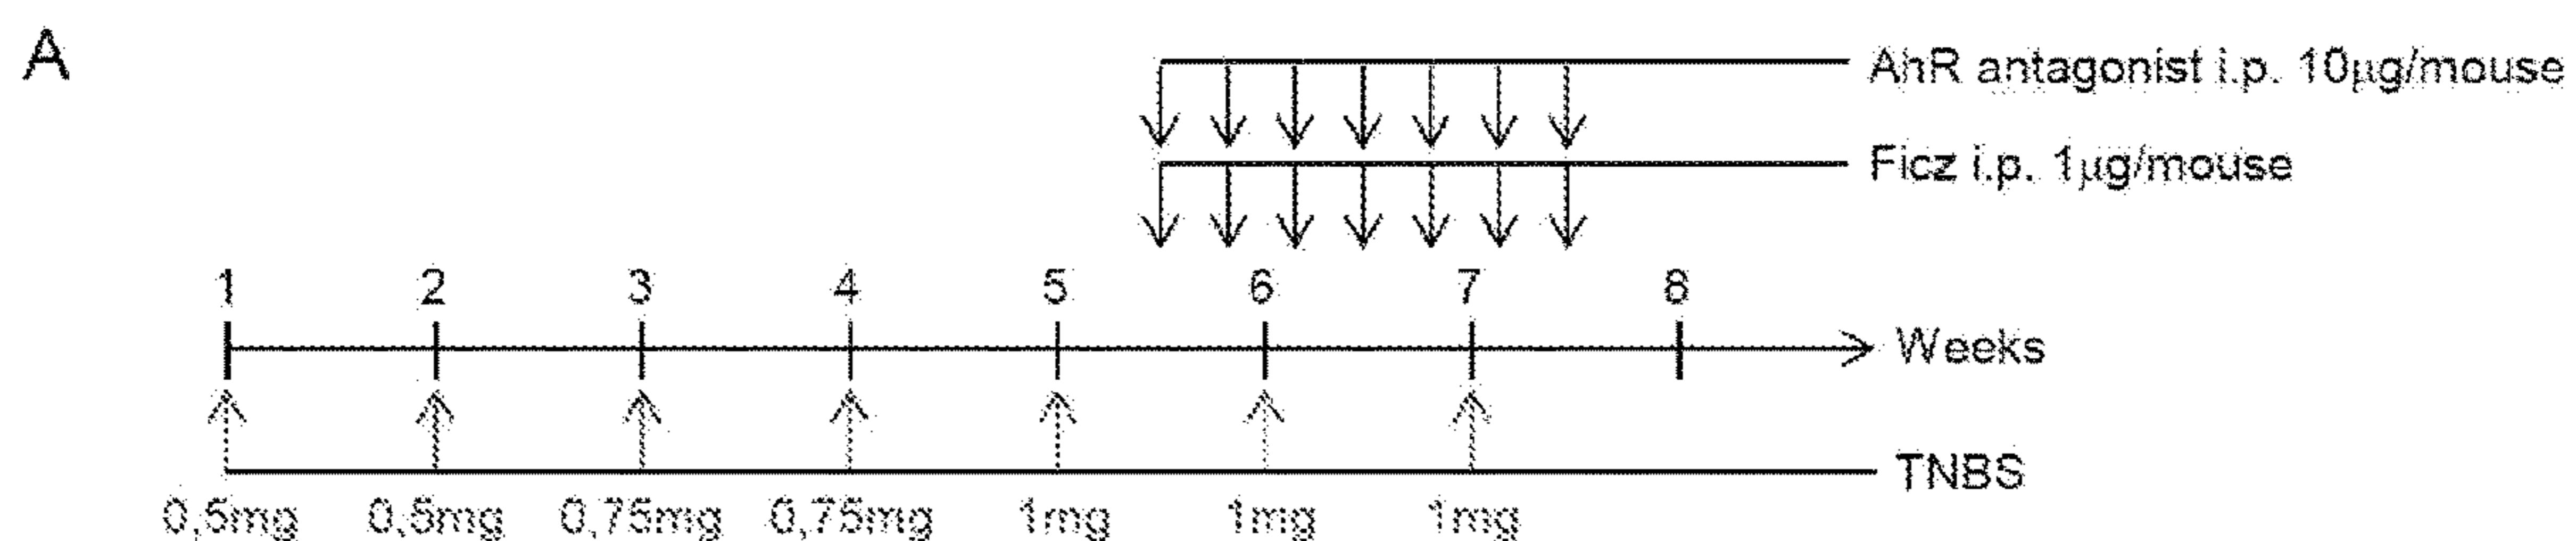 A
AhR antagonist i.p. 10µg/mouse
Ficz i.p. 1µg/mouse
1 2 3 4 5 6 7 8
Weeks
TNBS
0,5mg 0,5mg 0,75mg 0,75mg 1mg 1mg 1mg